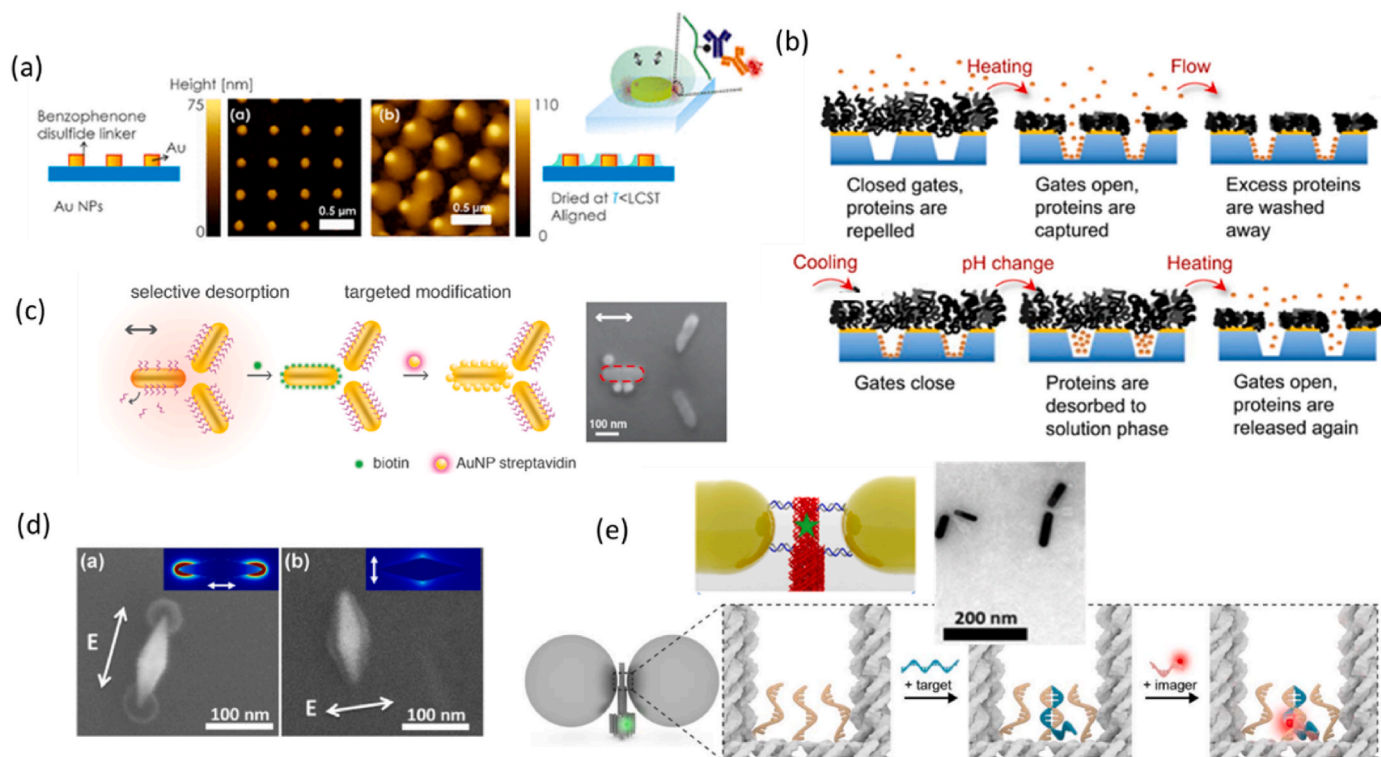 (a)
Height [nm]
75
110
Benzophenone
disulfide linker
Au
(a)
(b)
0.5 μm
0.5 μm
Au NPs
0
0
Dried at T<LCST
Aligned
(b)
Heating
Flow
Closed gates,
proteins are
repelled
Gates open,
proteins are
captured
Excess proteins
are washed
away
Cooling
pH change
Heating
Gates close
Proteins are
desorbed to
solution phase
Gates open,
proteins are
released again
(c)
selective desorption
targeted modification
100 nm
biotin
AuNP streptavidin
(d)
(a)
(b)
E
E
100 nm
100 nm
(e)
200 nm
+ target
+ imager